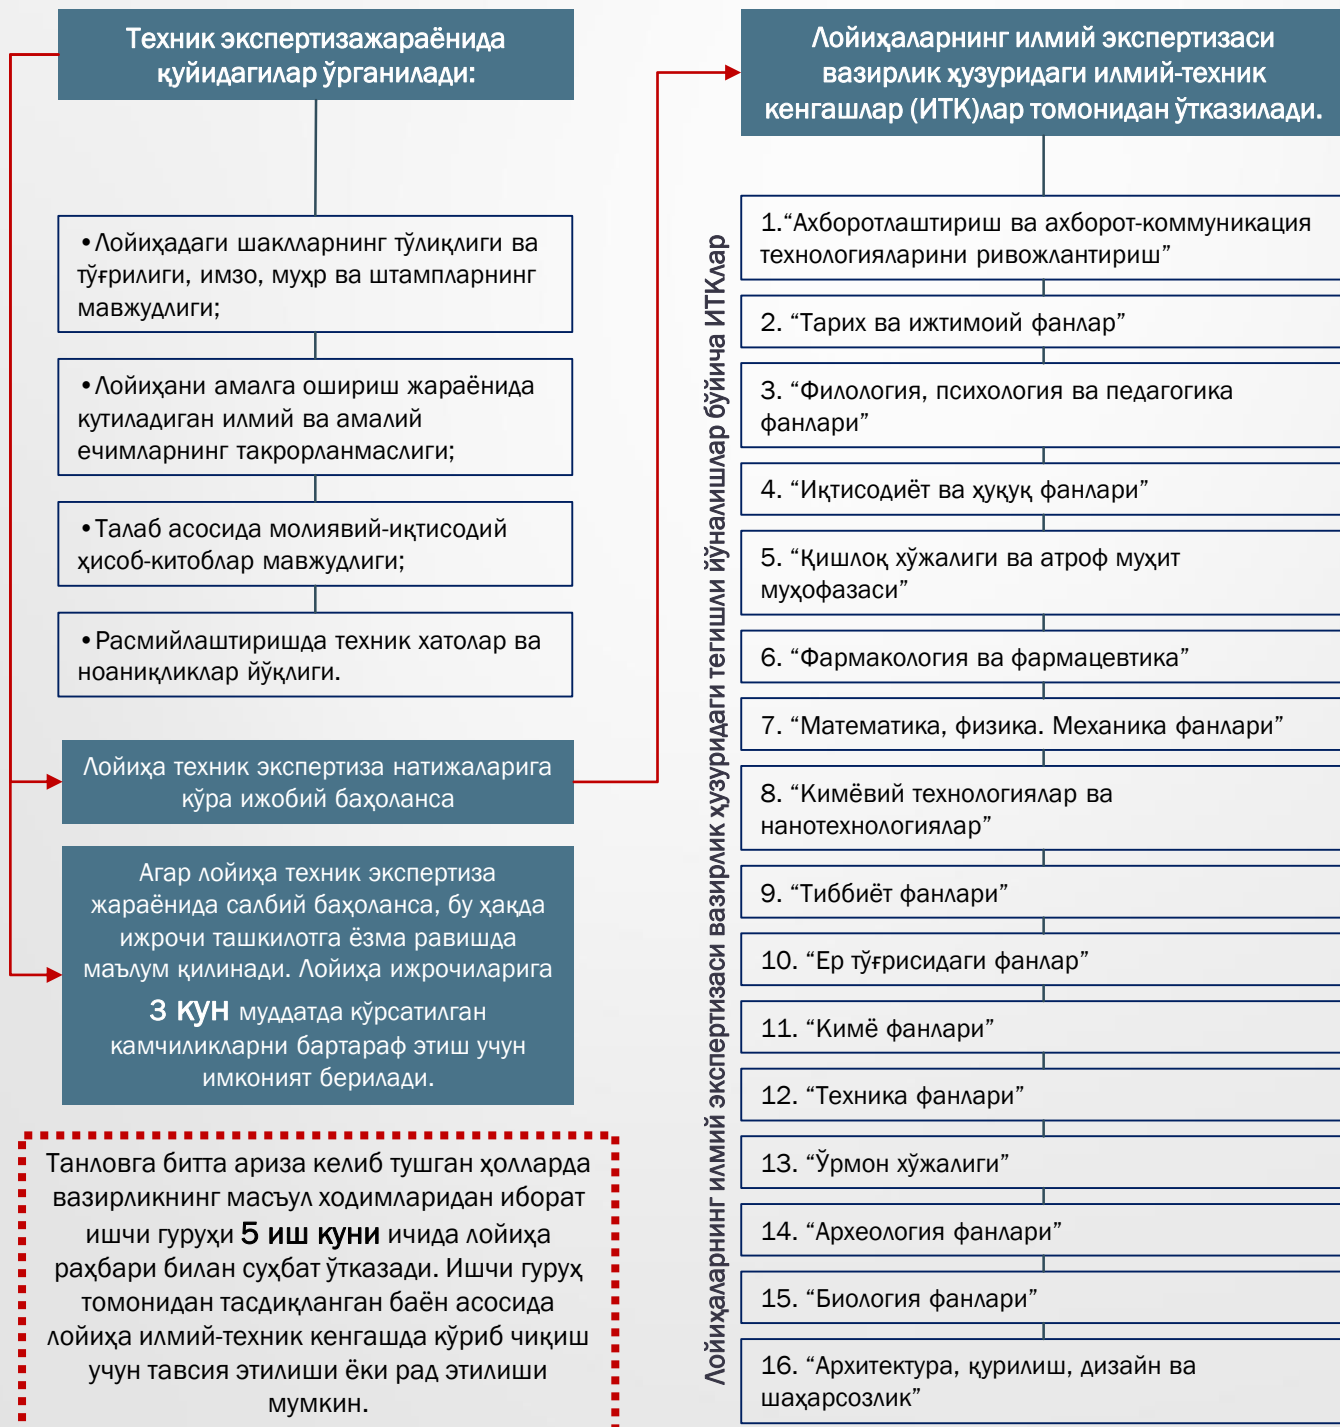 Техник экспертизажараёнида
қуйидагилар ўрганилади:
•Лойиҳадаги шаклларнинг тўлиқлиги ва
тўғрилиги, имзо, муҳр ва штампларнинг
мавжудлиги;
•Лойиҳани амалга ошириш жараёнида
кутиладиган илмий ва амалий
ечимларнинг такрорланмаслиги;
•Талаб асосида молиявий-иқтисодий
ҳисоб-китоблар мавжудлиги;
•Расмийлаштиришда техник хатолар ва
ноаниқликлар йўқлиги.
Лойиҳа техник экспертиза натижаларига
кўра ижобий баҳоланса
Агар лойиҳа техник экспертиза
жараёнида салбий баҳоланса, бу ҳақда
ижрочи ташкилотга ёзма равишда
маълум қилинади. Лойиҳа ижрочиларига
3 кун муддатда кўрсатилган
камчиликларни бартараф этиш учун
имконият берилади.
Танловга битта ариза келиб тушган ҳолларда
вазирликнинг масъул ходимларидан иборат
ишчи гуруҳи 5 иш куни ичида лойиҳа
раҳбари билан суҳбат ўтказади. Ишчи гуруҳ
томонидан тасдиқланган баён асосида
лойиҳа илмий-техник кенгашда кўриб чиқиш
учун тавсия этилиши ёки рад этилиши
мумкин.
Лойиҳаларнинг илмий экспертизаси
вазирлик ҳузуридаги илмий-техник
кенгашлар (ИТК)лар томонидан ўтказилади.
Лойиҳаларнинг илмий экспертизаси вазирлик ҳузуридаги тегишли йўналишлар бўйича ИТКлар
1.“Ахборотлаштириш ва ахборот-коммуникация
технологияларини ривожлантириш”
2. “Тарих ва ижтимоий фанлар”
3. “Филология, психология ва педагогика
фанлари”
4. “Иқтисодиёт ва ҳуқуқ фанлари”
5. “Қишлоқ хўжалиги ва атроф муҳит
муҳофазаси”
6. “Фармакология ва фармацевтика”
7. “Математика, физика. Механика фанлари”
8. “Кимёвий технологиялар ва
нанотехнологиялар”
9. “Тиббиёт фанлари”
10. “Ер тўғрисидаги фанлар”
11. “Кимё фанлари”
12. “Техника фанлари”
13. “Ўрмон хўжалиги”
14. “Археология фанлари”
15. “Биология фанлари”
16. “Архитектура, қурилиш, дизайн ва
шаҳарсозлик”